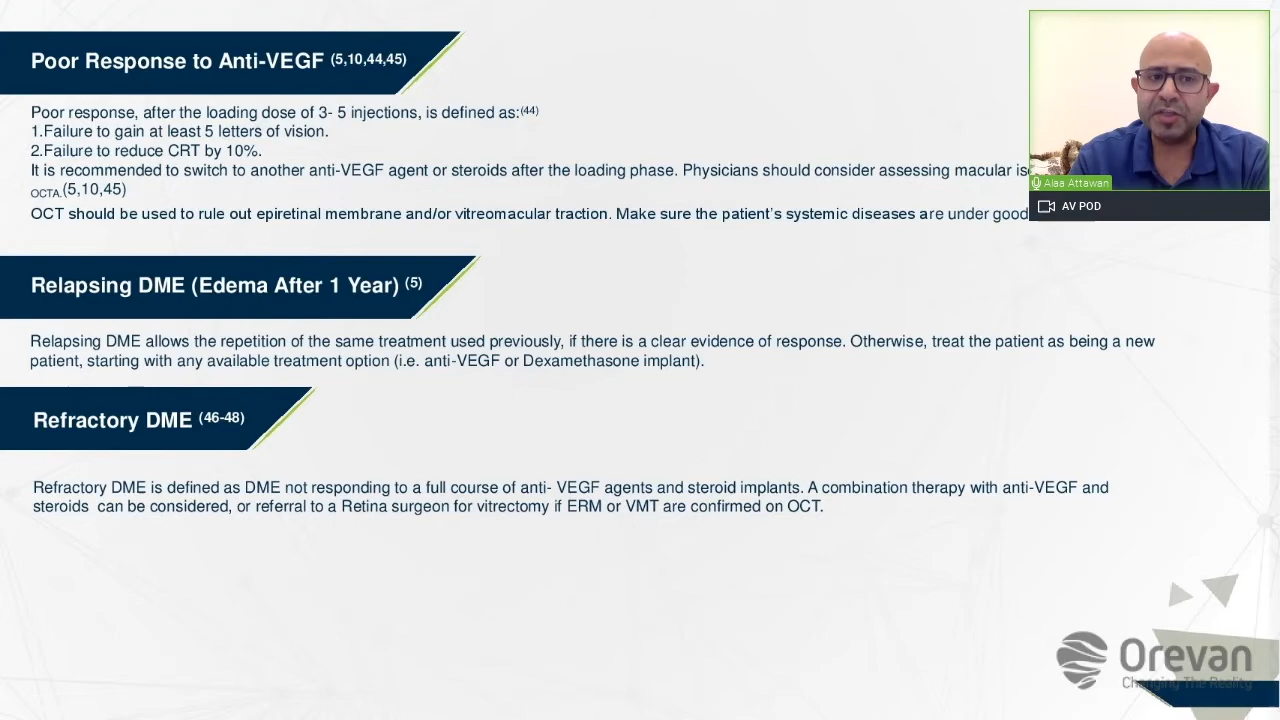 Poor Response to Anti-VEGF (5,10,44,45)
Poor response, after the loading dose of 3- 5 injections, is defined as:(44)
1.Failure to gain at least 5 letters of vision.
2.Failure to reduce CRT by 10%.
It is recommended to switch to another anti-VEGF agent or steroids after the loading phase. Physicians should consider assessing macular
OCTA.(5,10,45)
OCT should be used to rule out epiretinal membrane and/or vitreomacular traction. Make sure the patient's systemic diseases are under good
Alaa Attawan
AV POD
Relapsing DME (Edema After 1 Year) (5)
Relapsing DME allows the repetition of the same treatment used previously, if there is a clear evidence of response. Otherwise, treat the patient as being a new
patient, starting with any available treatment option (i.e. anti-VEGF or Dexamethasone implant).
Refractory DME (46-48)
Refractory DME is defined as DME not responding to a full course of anti- VEGF agents and steroid implants. A combination therapy with anti-VEGF and
steroids can be considered, or referral to a Retina surgeon for vitrectomy if ERM or VMT are confirmed on OCT.
Orevan
Changing The Reality